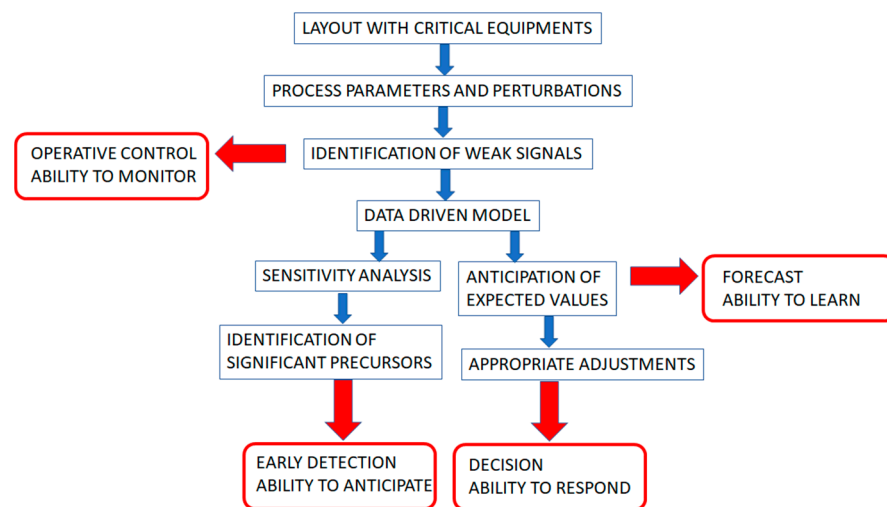 LAYOUT WITH CRITICAL EQUIPMENTS
PROCESS PARAMETERS AND PERTURBATIONS
OPERATIVE CONTROL
ABILITY TO MONITOR
IDENTIFICATION OF WEAK SIGNALS
DATA DRIVEN MODEL
SENSITIVITY ANALYSIS
ANTICIPATION OF
EXPECTED VALUES
FORECAST
ABILITY TO LEARN
IDENTIFICATION OF
SIGNIFICANT PRECURSORS
APPROPRIATE ADJUSTMENTS
EARLY DETECTION
ABILITY TO ANTICIPATE
DECISION
ABILITY TO RESPOND